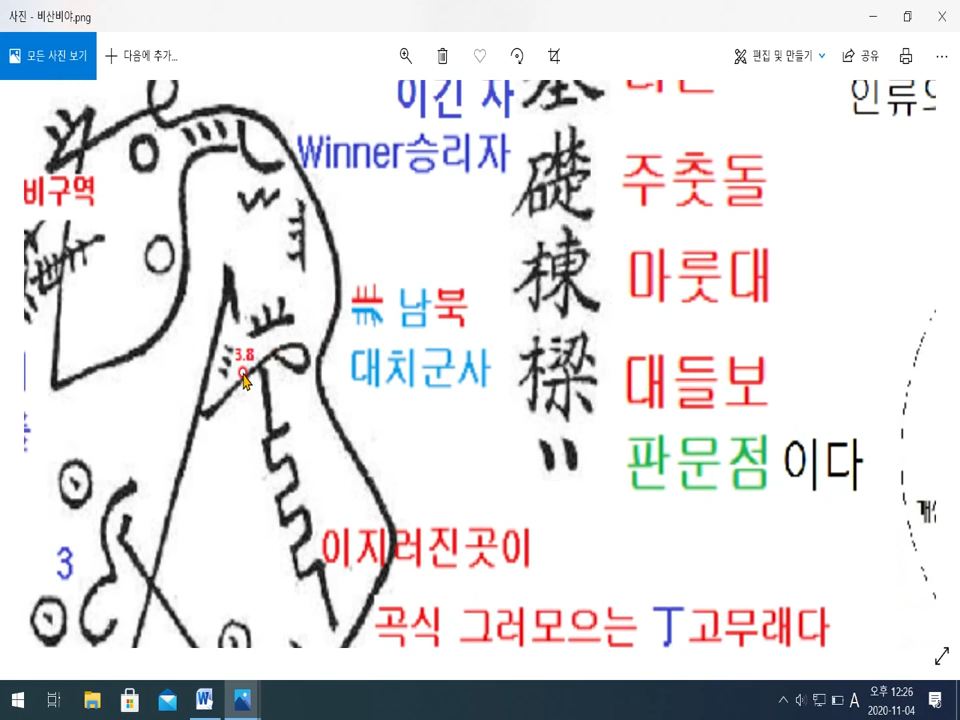 사진 - 비산비야.png
모든 사진 보기
다음에 추가...
편집 및 만들기
공유
이긴 자
Winner승리자
비구역
남북
대치군사
3.8
3
礎
棟
樑
주춧돌
마룻대
대들보
판문점이다
이지러진곳이
곡식 그러모으는 丁고무래다
A
오후 12:26
2020-11-04